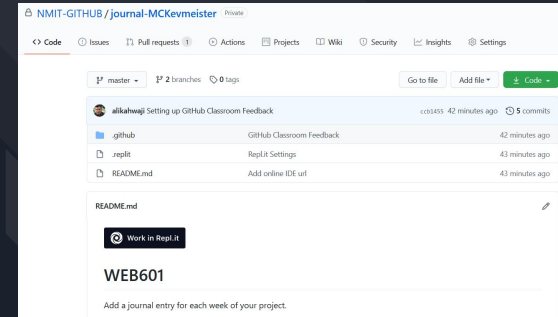 NMIT-GITHUB / journal-MCKevmeister Private
Code Issues Pull requests 1 Actions Projects Wiki Security Insights Settings
master 2 branches 0 tags Go to file Add file Code
alikahwaji Setting up GitHub Classroom Feedback 42 minutes ago 5 commits
.github GitHub Classroom Feedback 42 minutes ago
.replit Repl.it Settings 43 minutes ago
README.md Add online IDE url 43 minutes ago
README.md
Work in Repl.it
WEB601
Add a journal entry for each week of your project.